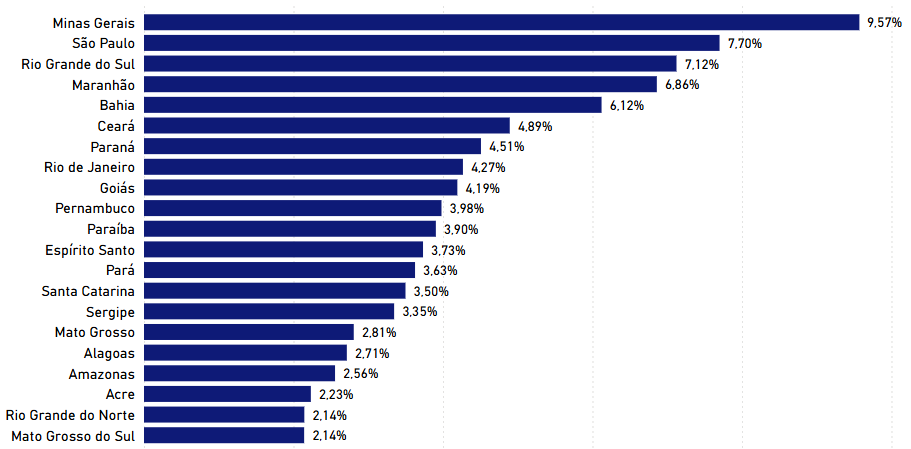 Minas Gerais 9,57%
São Paulo 7,70%
Rio Grande do Sul 7,12%
Maranhão 6,86%
Bahia 6,12%
Ceará 4,89%
Paraná 4,51%
Rio de Janeiro 4,27%
Goiás 4,19%
Pernambuco 3,98%
Paraíba 3,90%
Espírito Santo 3,73%
Pará 3,63%
Santa Catarina 3,50%
Sergipe 3,35%
Mato Grosso 2,81%
Alagoas 2,71%
Amazonas 2,56%
Acre 2,23%
Rio Grande do Norte 2,14%
Mato Grosso do Sul 2,14%